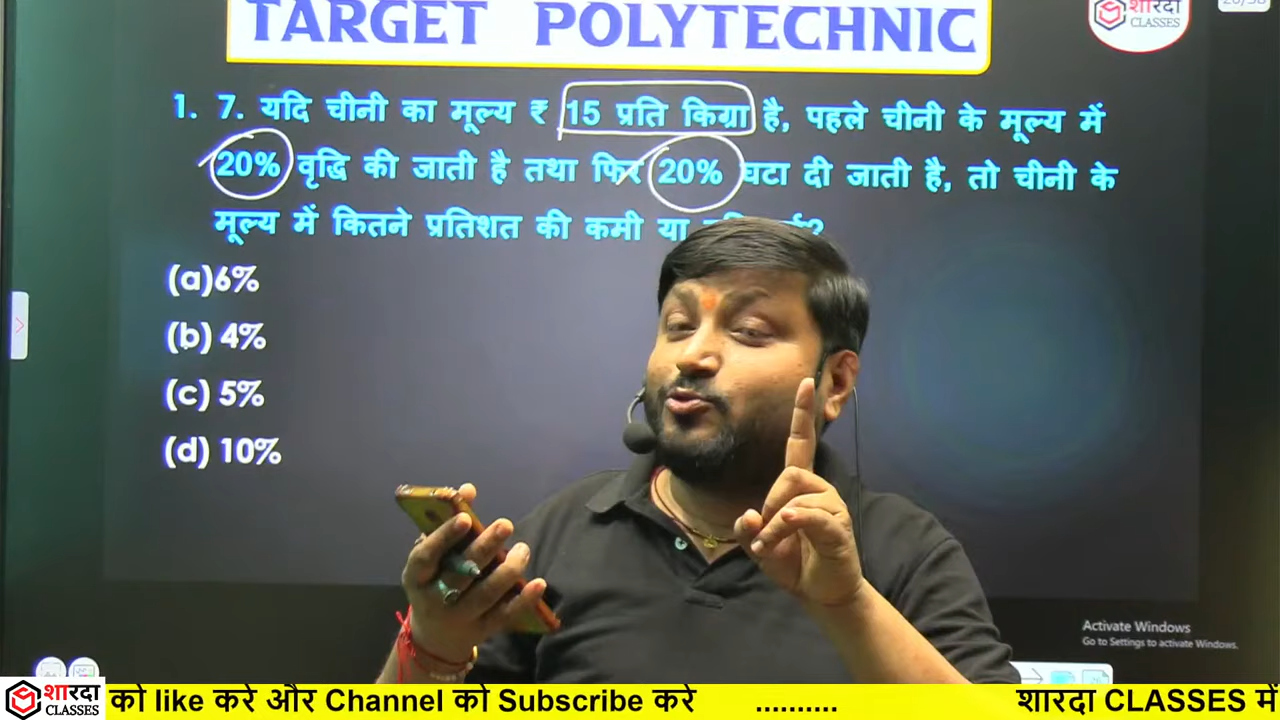 TARGET POLYTECHNIC
शारदा
CLASSES
1. 7. यदि चीनी का मूल्य ₹ 15 प्रति किग्रा है, पहले चीनी के मूल्य में
20% वृद्धि की जाती है तथा फिर 20% घटा दी जाती है, तो चीनी के
मूल्य में कितने प्रतिशत की कमी या
(a)6%
(b) 4%
(c) 5%
(d) 10%
Activate Windows
Go to Settings to activate Windows.
शारदा
CLASSES
को like करे और Channel को Subscribe करे .......... शारदा CLASSES में